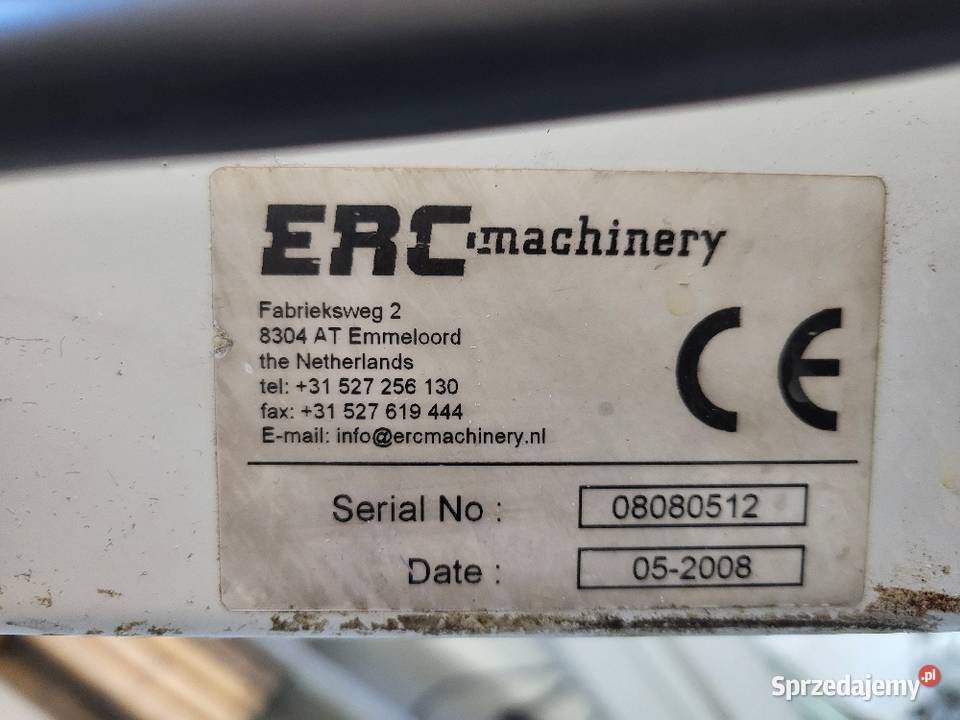 ERC machinery
Fabrieksweg 2
8304 AT Emmeloord
the Netherlands
tel: +31 527 256 130
fax: +31 527 619 444
E-mail: info@ercmachinery.nl
CE
Serial No : 08080512
Date : 05-2008
Sprzedajemy.pl